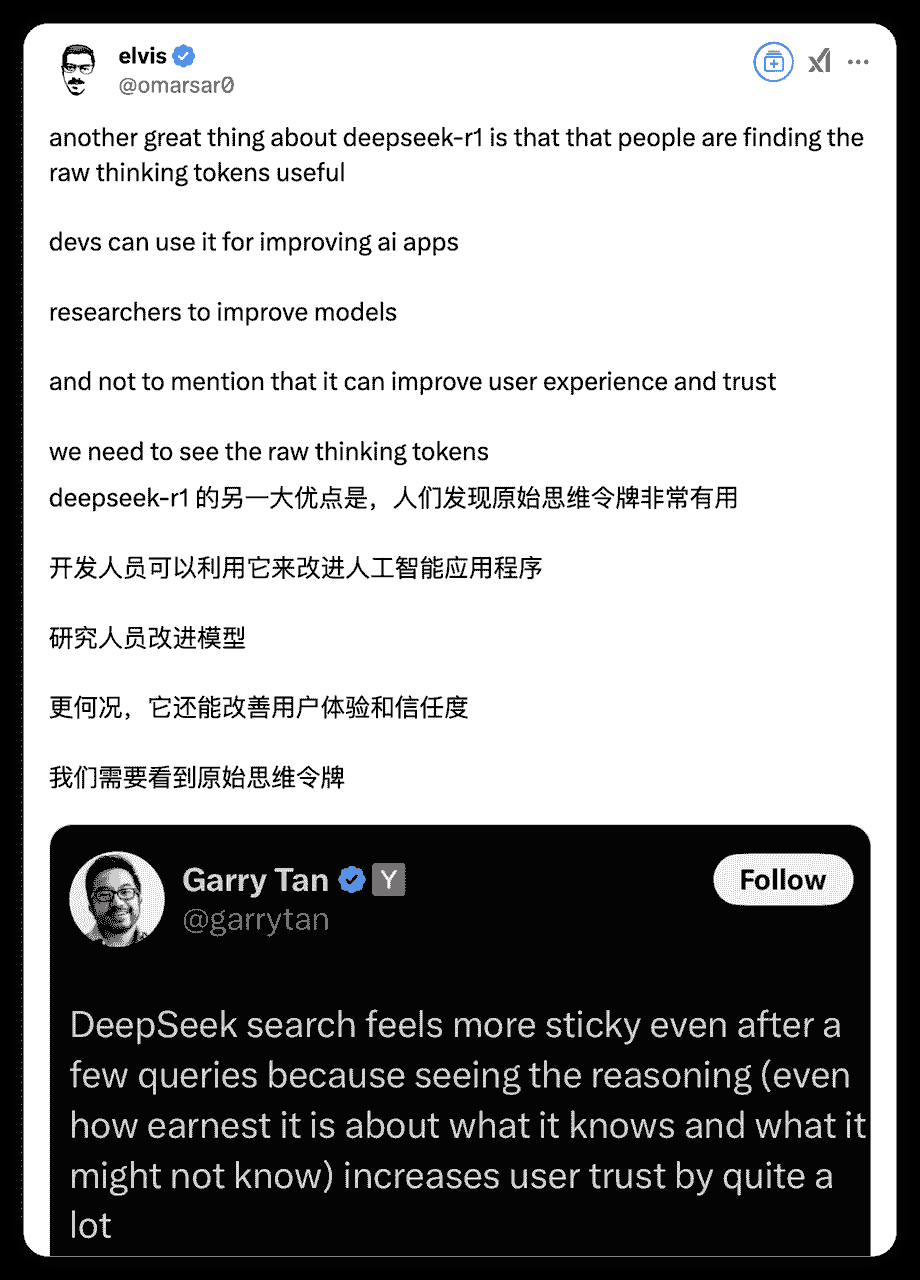 elvis
@omarsar0
another great thing about deepseek-r1 is that that people are finding the
raw thinking tokens useful
devs can use it for improving ai apps
researchers to improve models
and not to mention that it can improve user experience and trust
we need to see the raw thinking tokens
deepseek-r1 的另一大优点是，人们发现原始思维令牌非常有用
开发人员可以利用它来改进人工智能应用程序
研究人员改进模型
更何况，它还能改善用户体验和信任度
我们需要看到原始思维令牌
Garry Tan Y
@garrytan
Follow
DeepSeek search feels more sticky even after a
few queries because seeing the reasoning (even
how earnest it is about what it knows and what it
might not know) increases user trust by quite a
lot